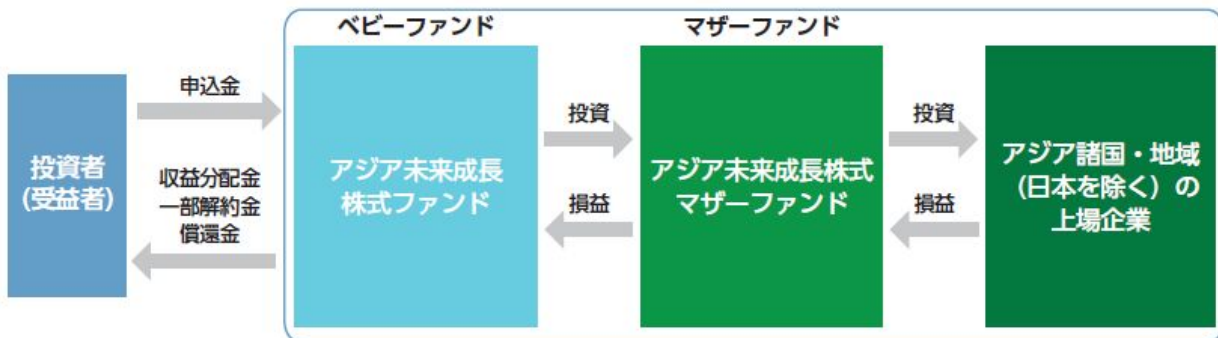 ベビーファンド
マザーファンド
投資者
(受益者)
申込金
収益分配金
一部解約金
償還金
アジア未来成長
株式ファンド
投資
損益
アジア未来成長株式
マザーファンド
投資
損益
アジア諸国・地域
(日本を除く)の
上場企業